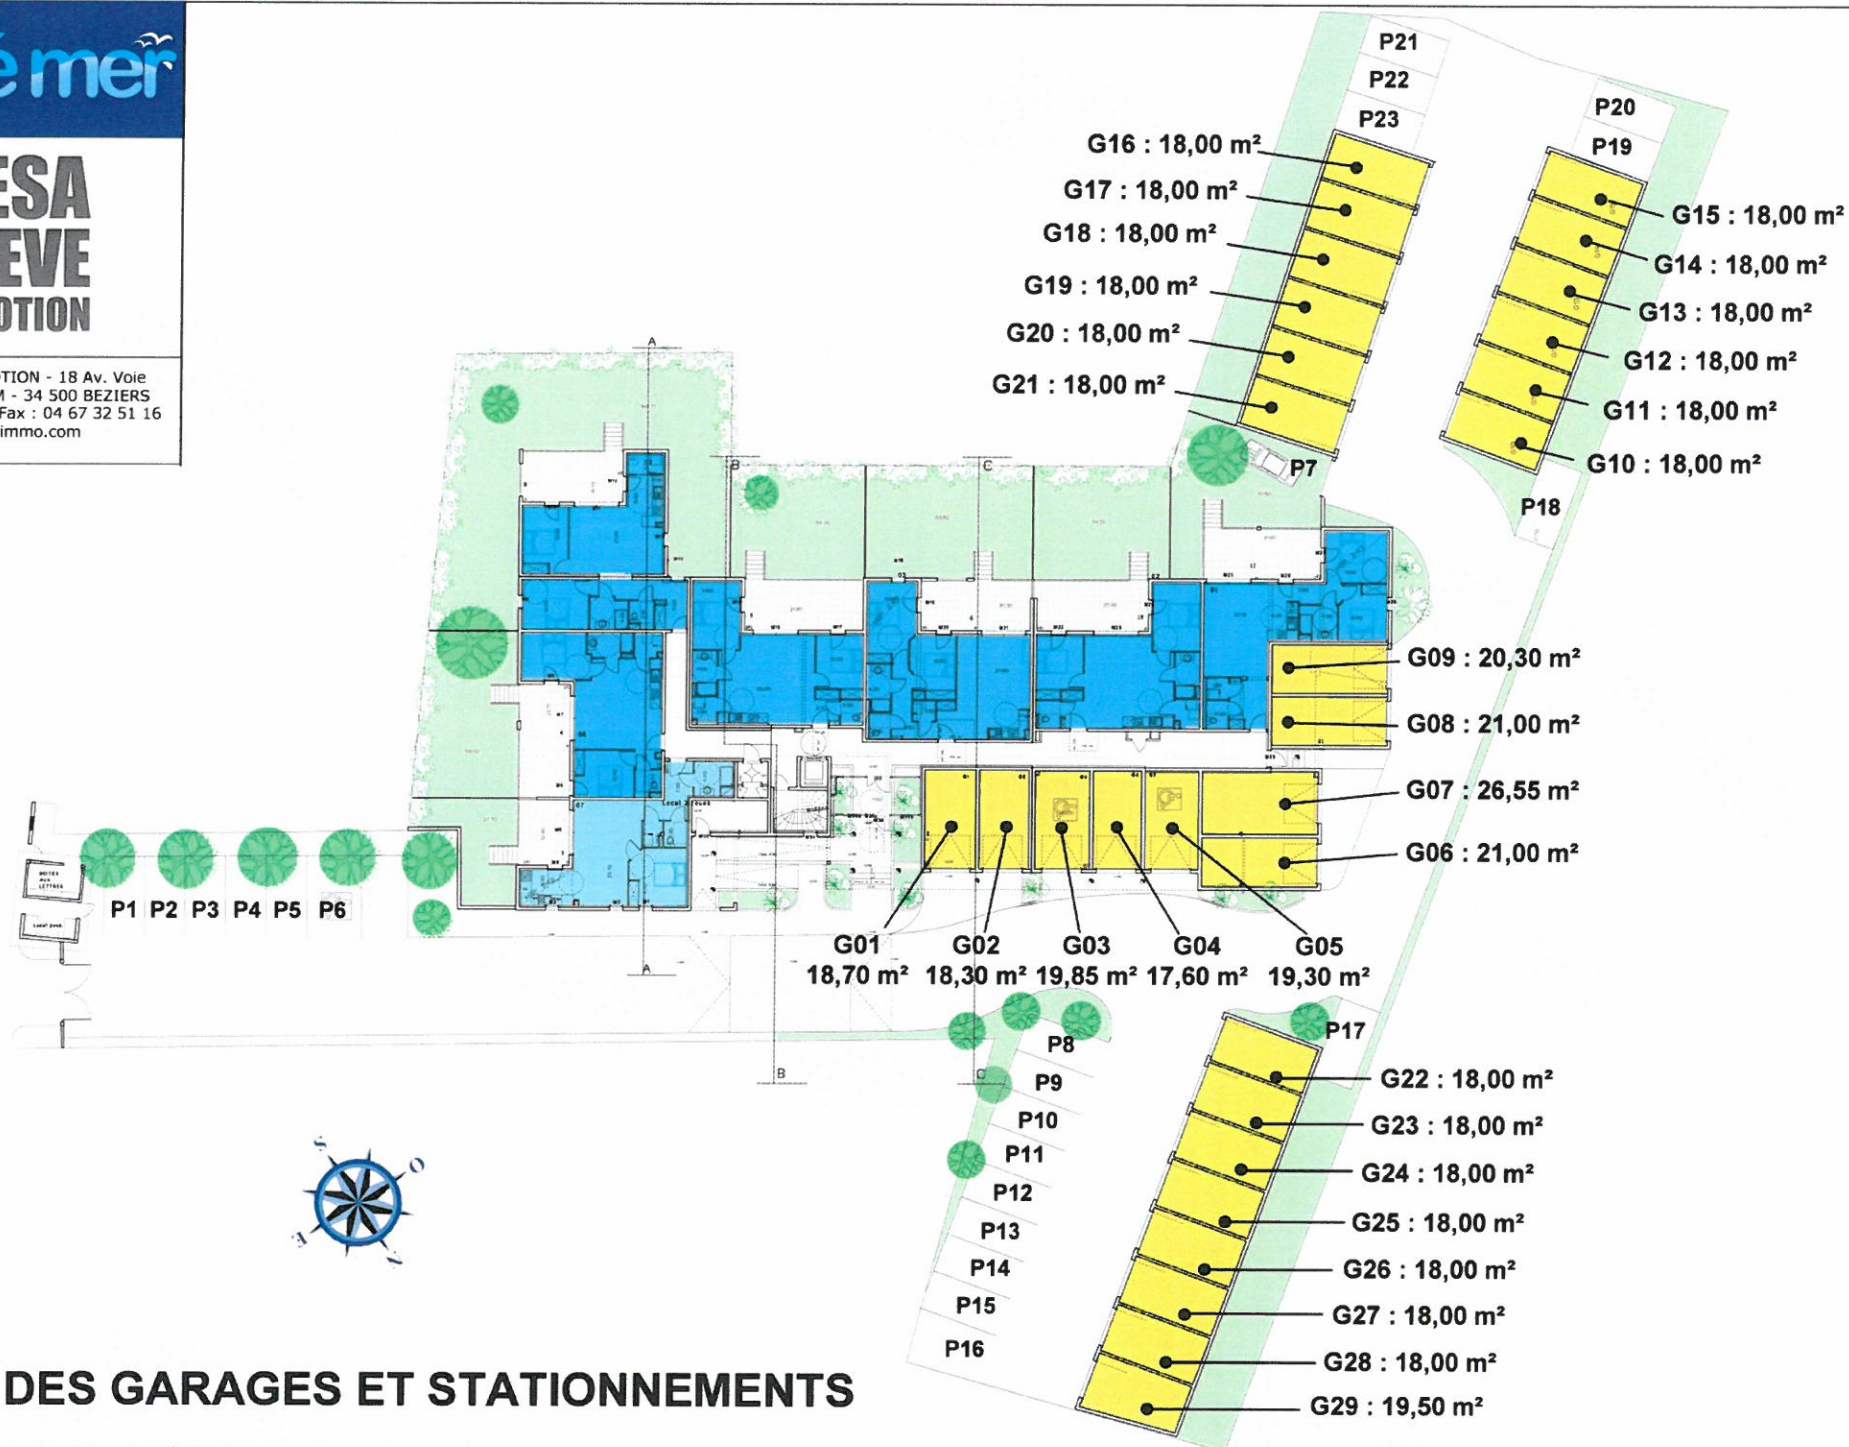 é mer
ESA
EVE
OTION
OTION - 18 Av. Voie
M - 34 500 BEZIERS
Fax : 04 67 32 51 16
immo.com
P21
P22
P23
P20
P19
G16 : 18,00 m²
G17 : 18,00 m²
G18 : 18,00 m²
G19 : 18,00 m²
G20 : 18,00 m²
G21 : 18,00 m²
G15 : 18,00 m²
G14 : 18,00 m²
G13 : 18,00 m²
G12 : 18,00 m²
G11 : 18,00 m²
G10 : 18,00 m²
P7
P18
A
B
C
G09 : 20,30 m²
G08 : 21,00 m²
G07 : 26,55 m²
G06 : 21,00 m²
BOITES
AUX
LETTRES
P1 P2 P3 P4 P5 P6
G01
18,70 m²
G02
18,30 m²
G03
19,85 m²
G04
17,60 m²
G05
19,30 m²
A
B
C
P17
P8
P9
P10
P11
P12
P13
P14
P15
P16
G22 : 18,00 m²
G23 : 18,00 m²
G24 : 18,00 m²
G25 : 18,00 m²
G26 : 18,00 m²
G27 : 18,00 m²
G28 : 18,00 m²
G29 : 19,50 m²
S
O
E
N
DES GARAGES ET STATIONNEMENTS